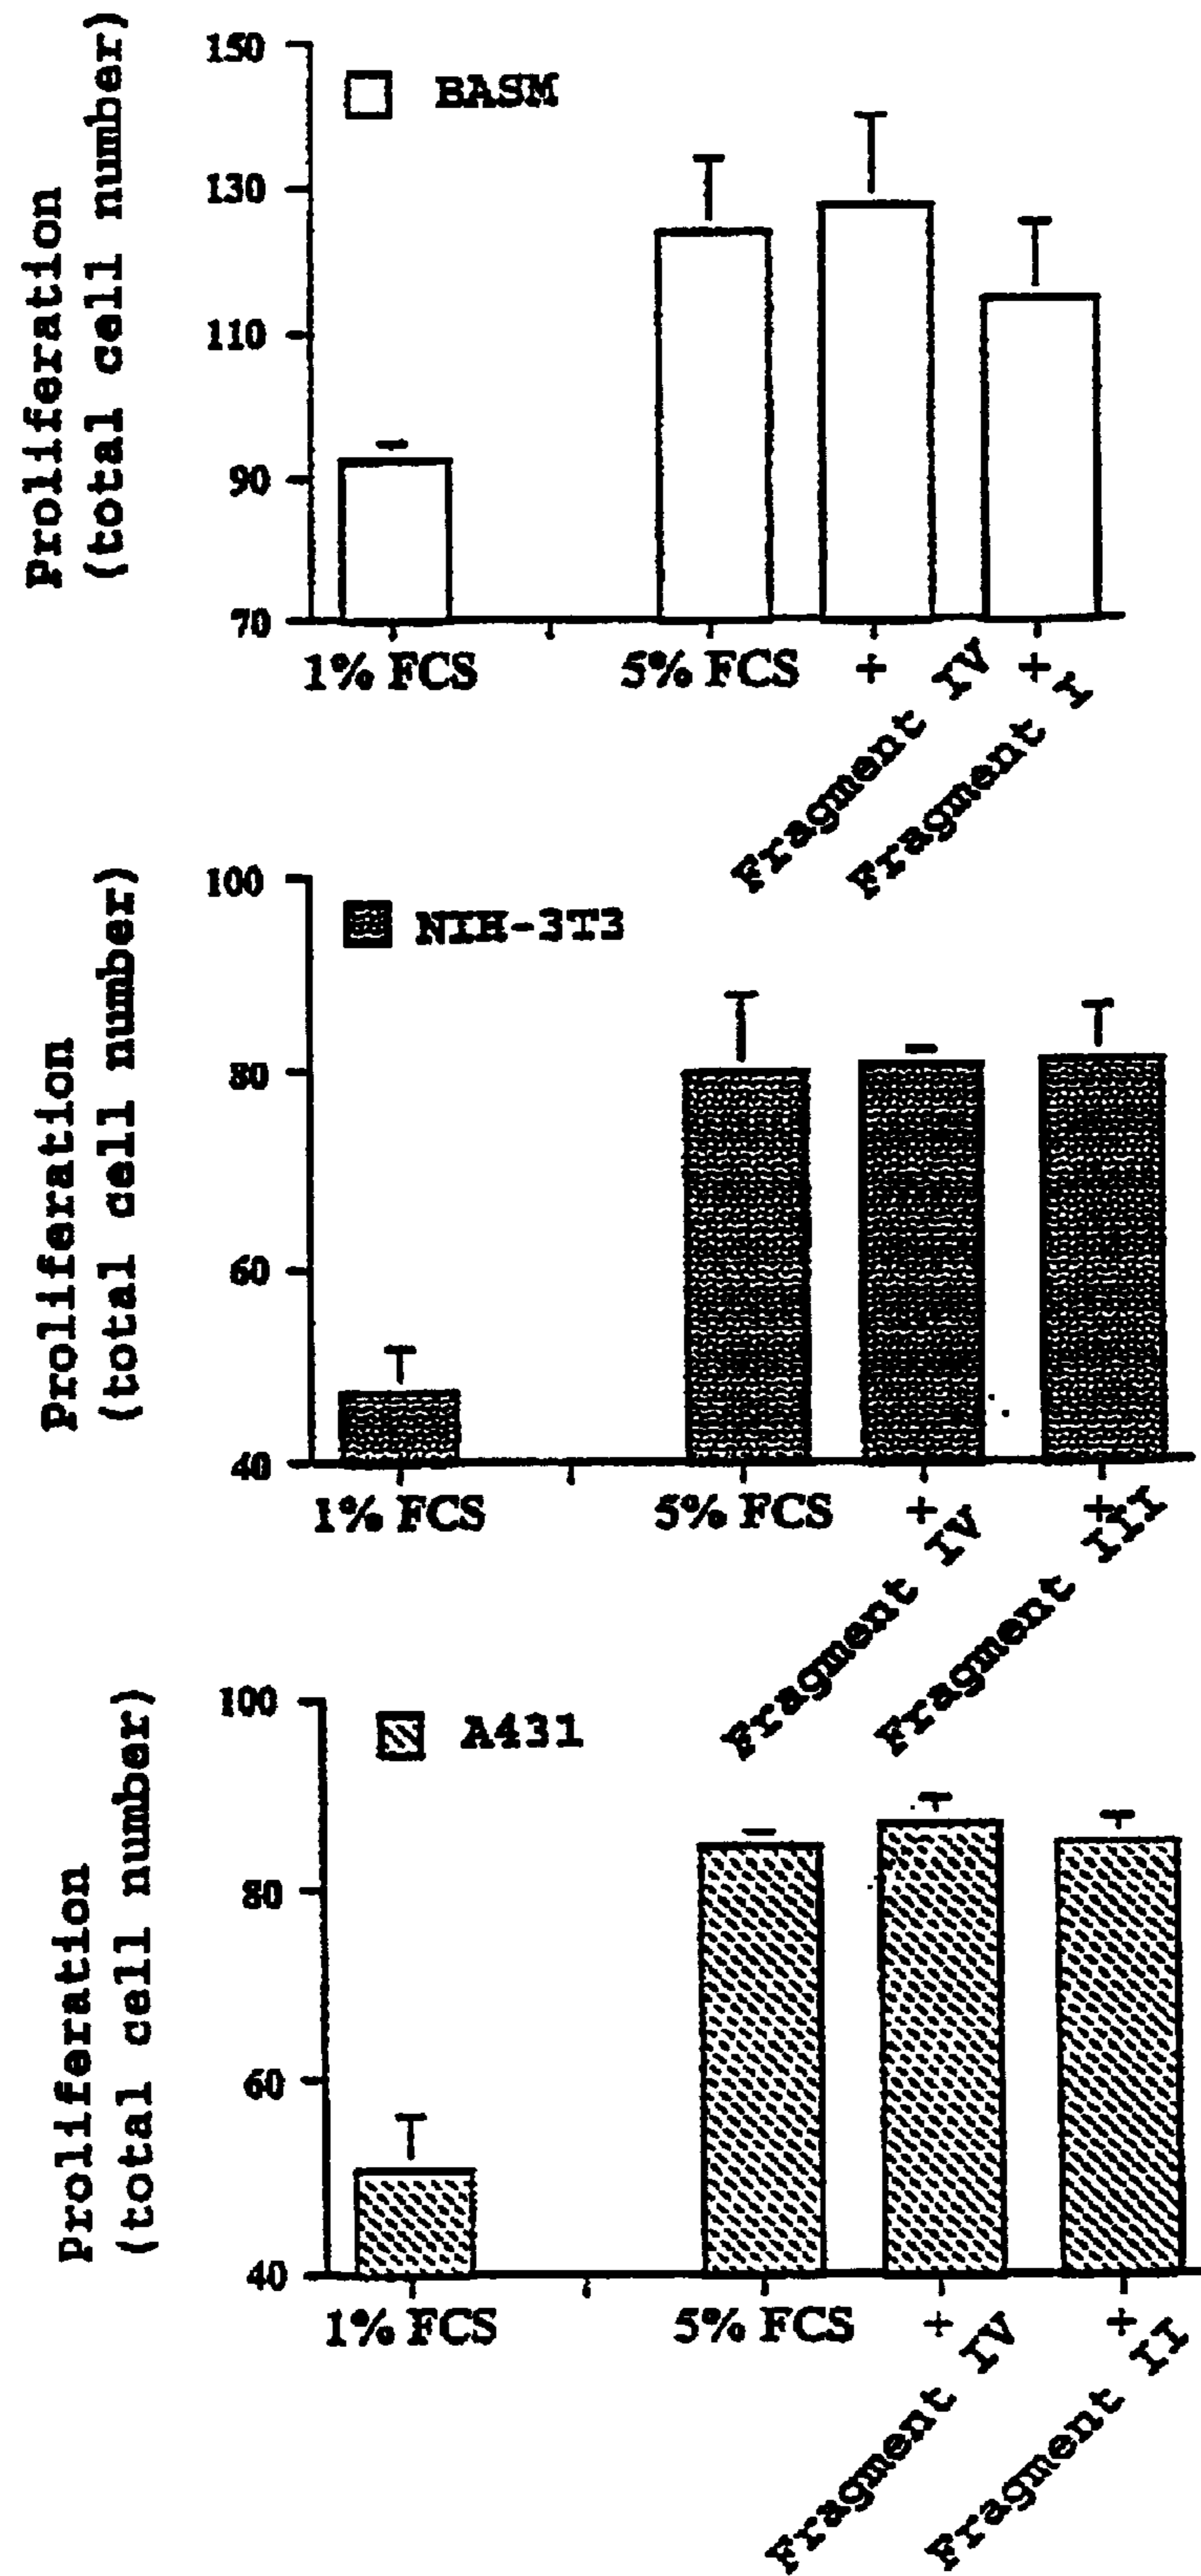 Proliferation
(total cell number)
150
130
110
90
70
BASM
1% FCS
5% FCS
+
Fragment IV
+
Fragment I
Proliferation
(total cell number)
100
80
60
40
NIH-3T3
1% FCS
5% FCS
+
Fragment IV
+
Fragment III
Proliferation
(total cell number)
100
80
60
40
A431
1% FCS
5% FCS
+
Fragment IV
+
Fragment II